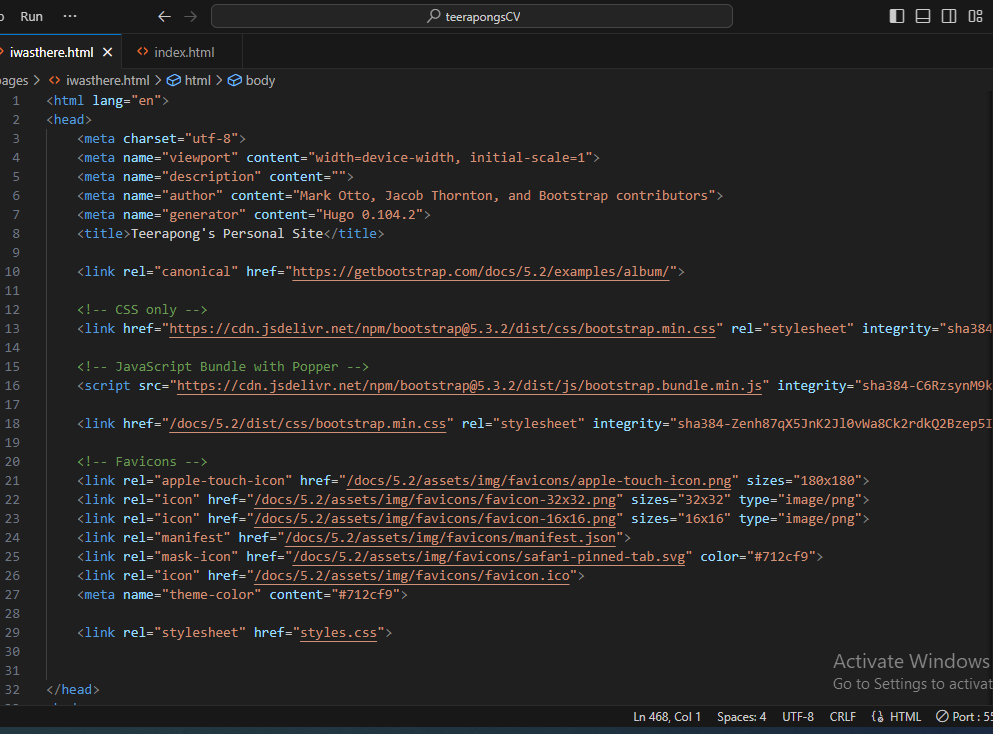 Run ··· teerapongsCV
iwasthere.html index.html
iwasthere.html > html > body
1 <html lang="en">
2 <head>
3 <meta charset="utf-8">
4 <meta name="viewport" content="width=device-width, initial-scale=1">
5 <meta name="description" content="">
6 <meta name="author" content="Mark Otto, Jacob Thornton, and Bootstrap contributors">
7 <meta name="generator" content="Hugo 0.104.2">
8 <title>Teerapong's Personal Site</title>
9
10 <link rel="canonical" href="https://getbootstrap.com/docs/5.2/examples/album/">
11
12 <!-- CSS only -->
13 <link href="https://cdn.jsdelivr.net/npm/bootstrap@5.3.2/dist/css/bootstrap.min.css" rel="stylesheet" integrity="sha384
14
15 <!-- JavaScript Bundle with Popper -->
16 <script src="https://cdn.jsdelivr.net/npm/bootstrap@5.3.2/dist/js/bootstrap.bundle.min.js" integrity="sha384-C6RzsynM9k
17
18 <link href="/docs/5.2/dist/css/bootstrap.min.css" rel="stylesheet" integrity="sha384-Zenh87qX5JnK2Jl0vWa8Ck2rdkQ2Bzep5I
19
20 <!-- Favicons -->
21 <link rel="apple-touch-icon" href="/docs/5.2/assets/img/favicons/apple-touch-icon.png" sizes="180x180">
22 <link rel="icon" href="/docs/5.2/assets/img/favicons/favicon-32x32.png" sizes="32x32" type="image/png">
23 <link rel="icon" href="/docs/5.2/assets/img/favicons/favicon-16x16.png" sizes="16x16" type="image/png">
24 <link rel="manifest" href="/docs/5.2/assets/img/favicons/manifest.json">
25 <link rel="mask-icon" href="/docs/5.2/assets/img/favicons/safari-pinned-tab.svg" color="#712cf9">
26 <link rel="icon" href="/docs/5.2/assets/img/favicons/favicon.ico">
27 <meta name="theme-color" content="#712cf9">
28
29 <link rel="stylesheet" href="styles.css">
30
31
32 </head>
Activate Windows
Go to Settings to activat
Ln 468, Col 1 Spaces: 4 UTF-8 CRLF HTML Port : 55